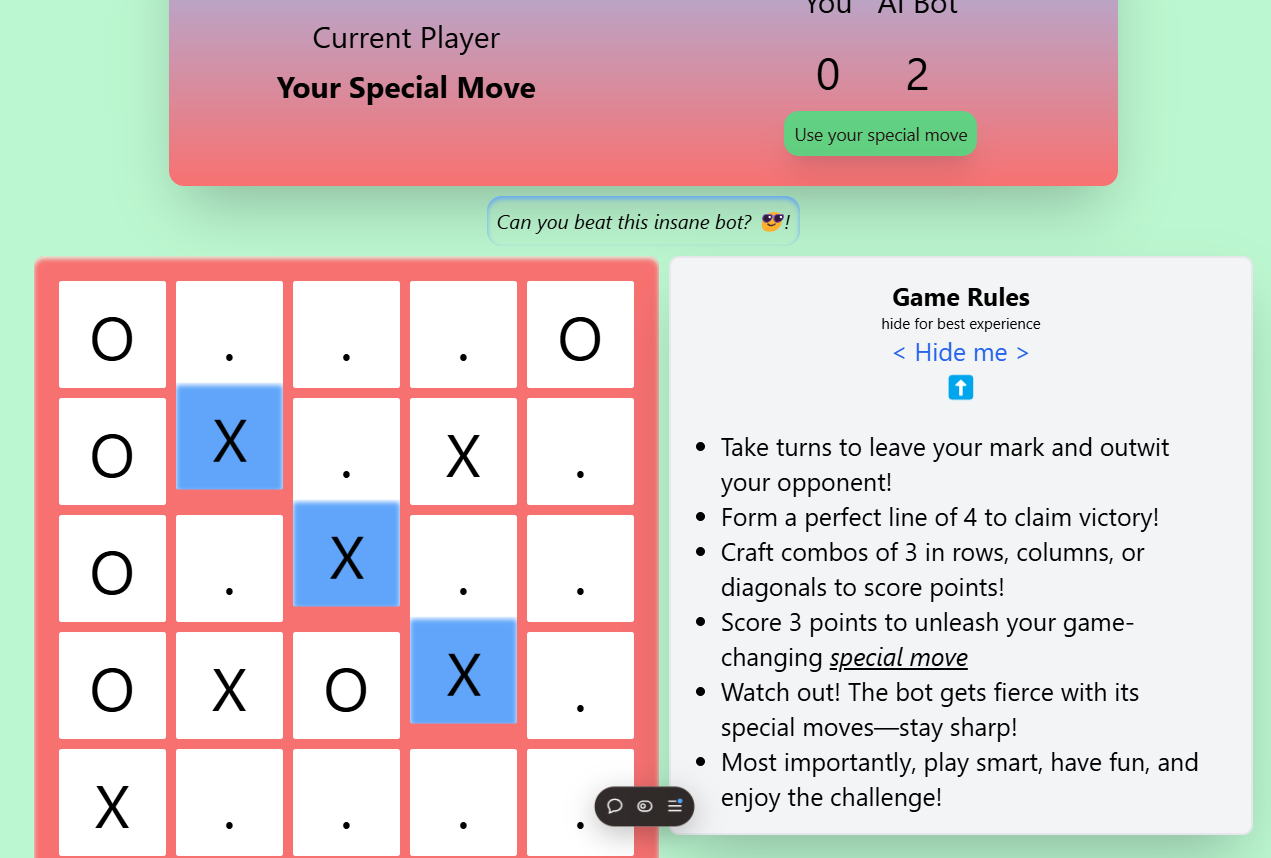 You AI Bot
Current Player
0 2
Your Special Move
Use your special move
Can you beat this insane bot? 😎!
O . . . O
O X . X .
O . X . .
O X O X .
X . . . .
Game Rules
hide for best experience
< Hide me >
⬆️
• Take turns to leave your mark and outwit
your opponent!
• Form a perfect line of 4 to claim victory!
• Craft combos of 3 in rows, columns, or
diagonals to score points!
• Score 3 points to unleash your game-
changing special move
• Watch out! The bot gets fierce with its
special moves—stay sharp!
• Most importantly, play smart, have fun, and
enjoy the challenge!